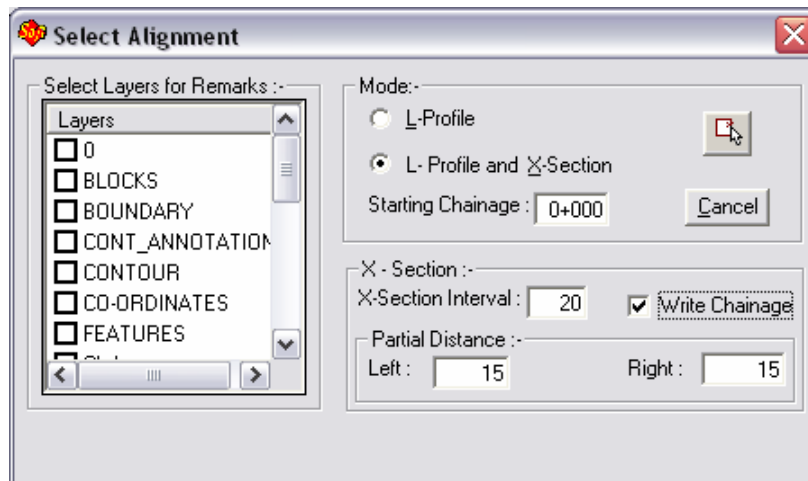 Select Alignment
Select Layers for Remarks :-
Layers
0
BLOCKS
BOUNDARY
CONT_ANNOTATION
CONTOUR
CO-ORDINATES
FEATURES
Mode:-
L-Profile
L- Profile and X-Section
Starting Chainage : 0+000
Cancel
X - Section :-
X-Section Interval : 20
Write Chainage
Partial Distance :-
Left : 15
Right : 15